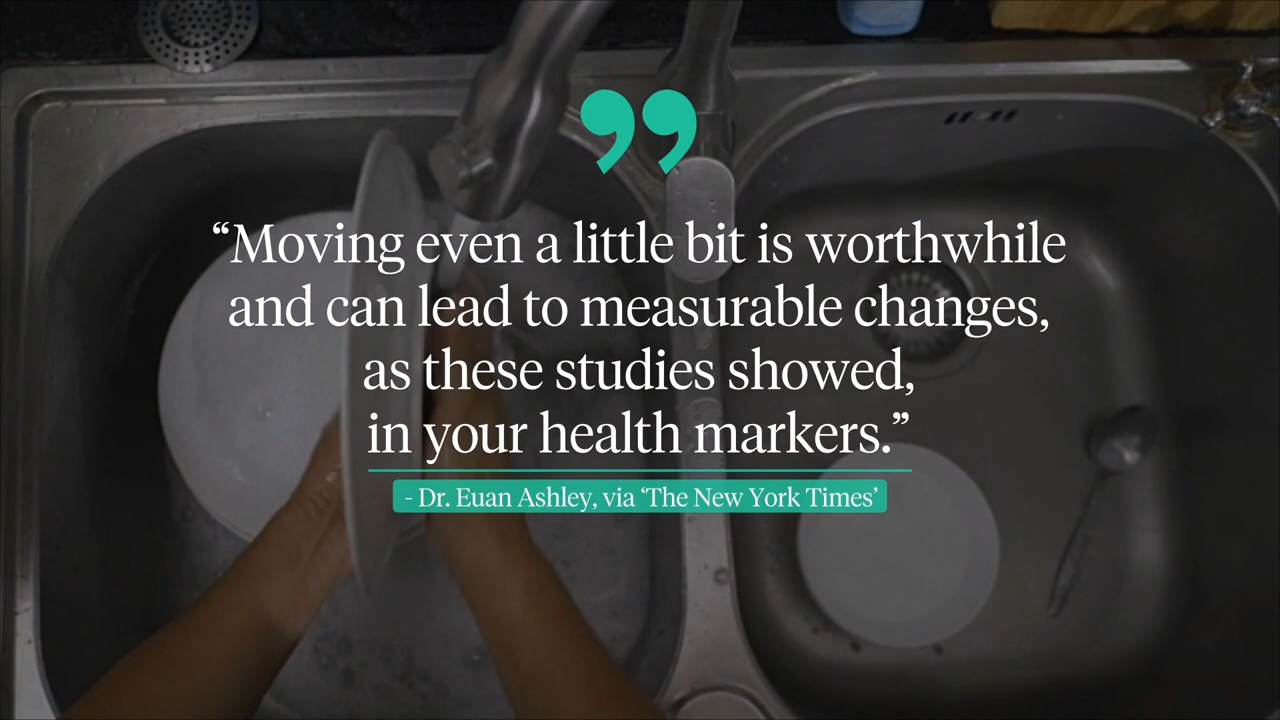 “Moving even a little bit is worthwhile
and can lead to measurable changes,
as these studies showed,
in your health markers.”
- Dr. Euan Ashley, via ‘The New York Times’